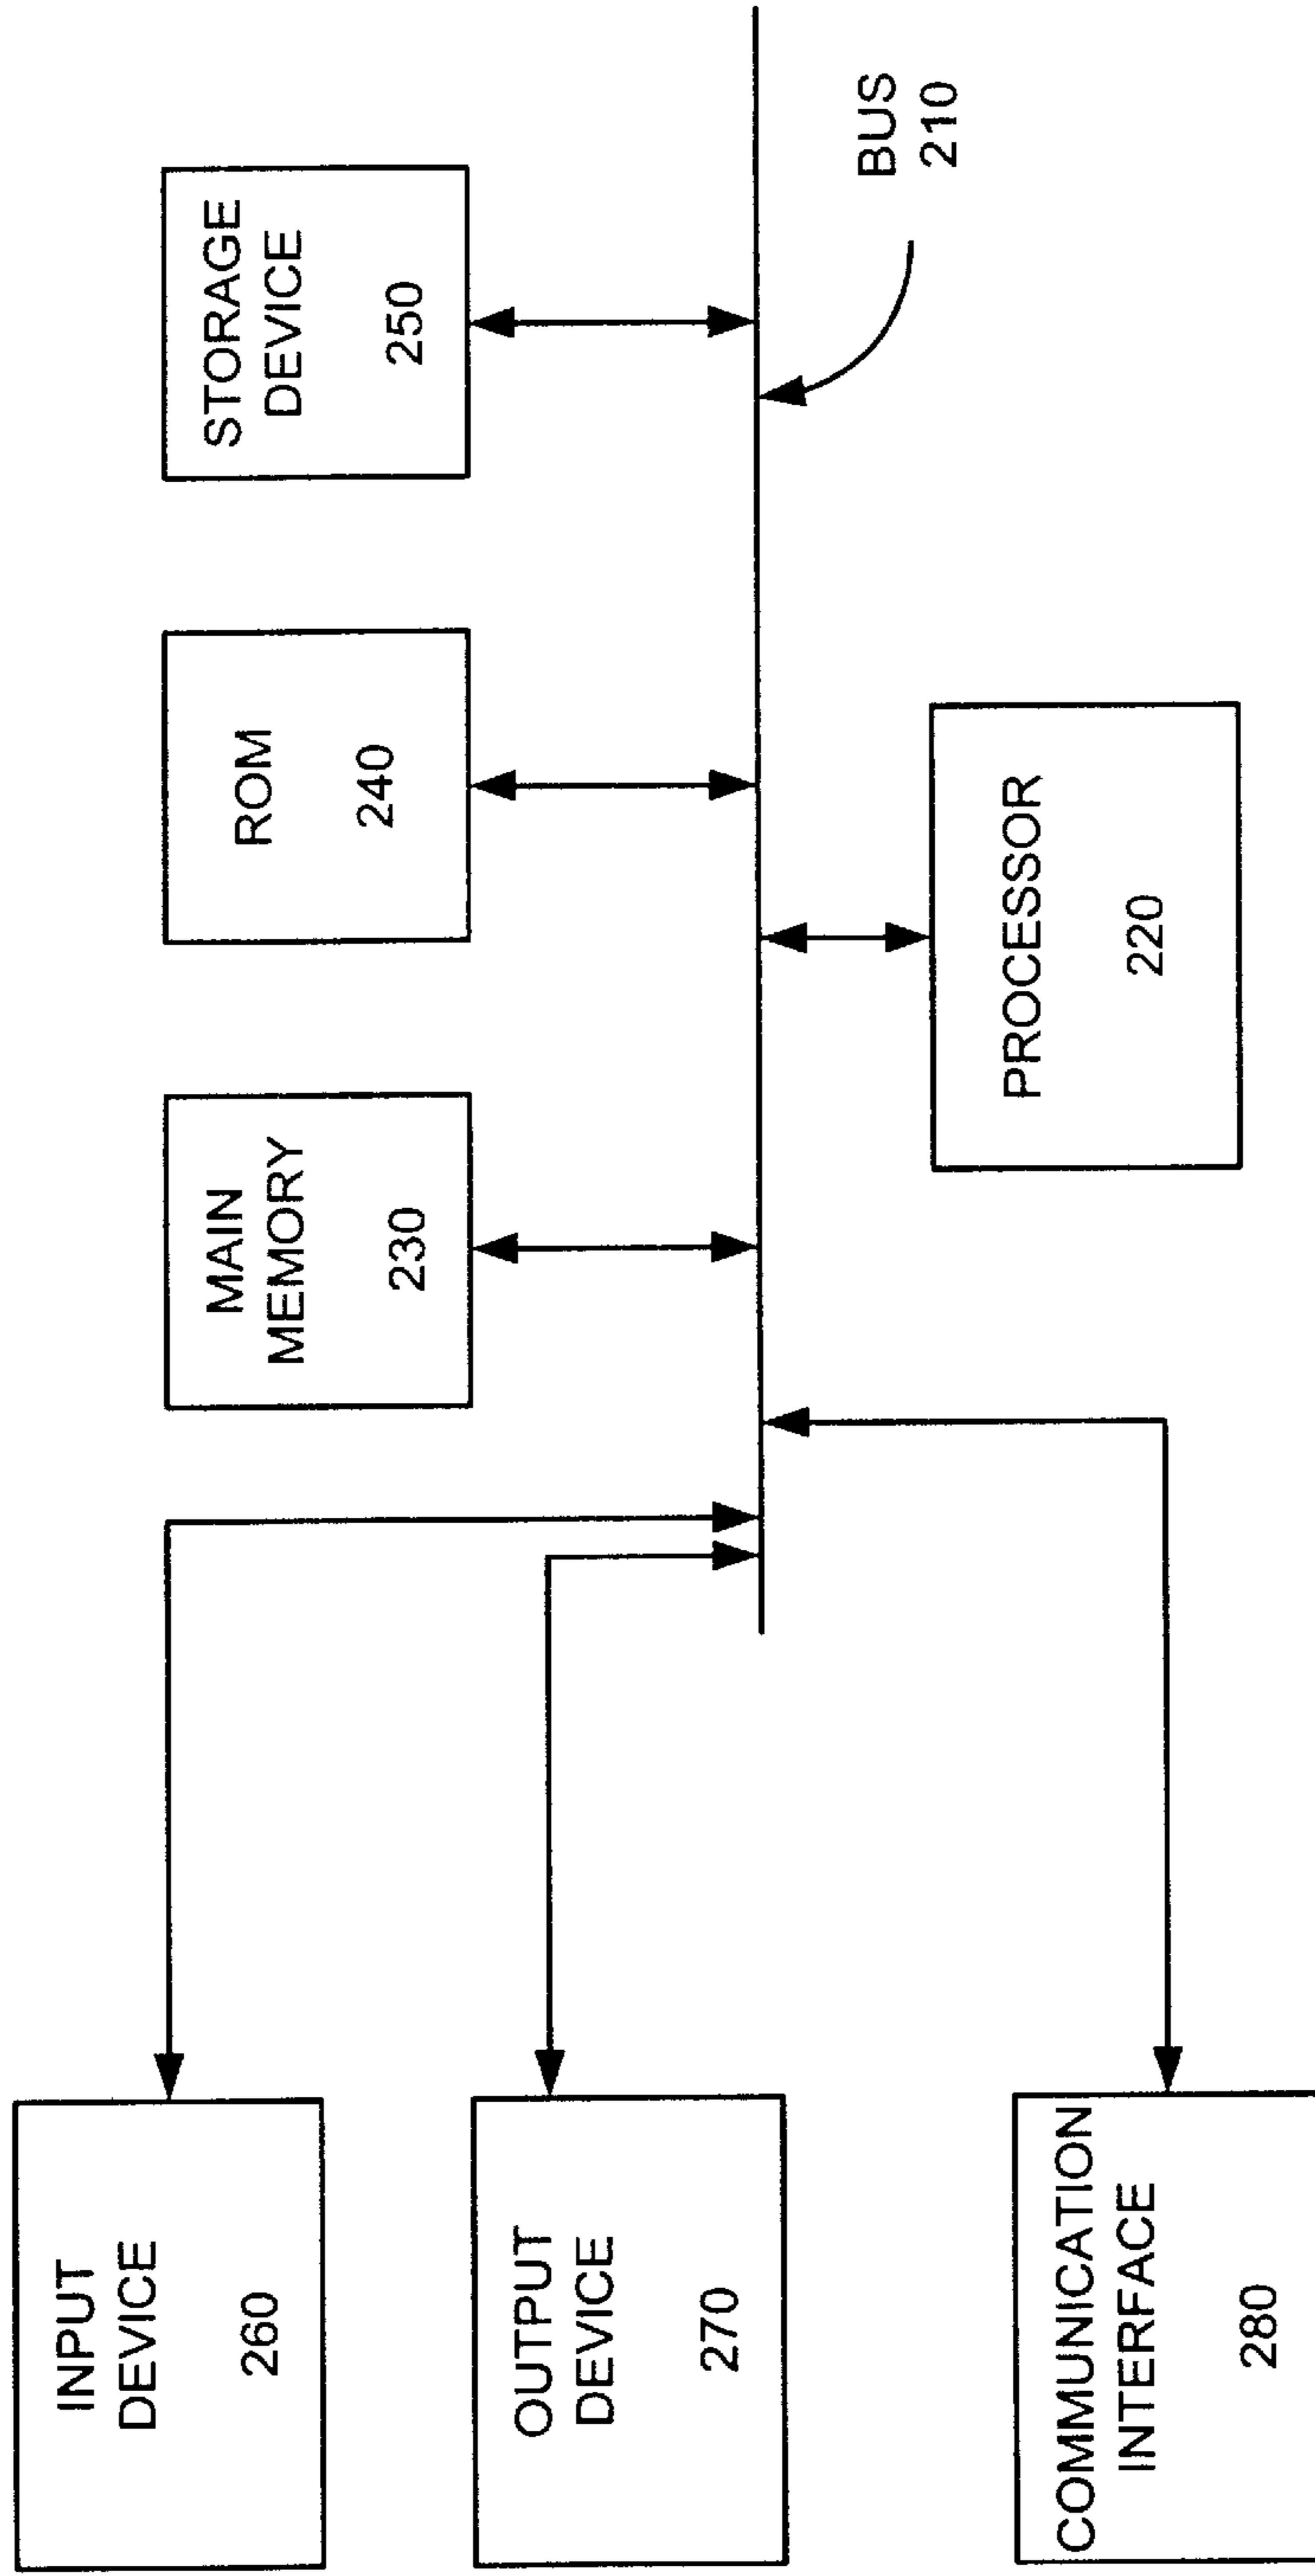 INPUT
DEVICE
260
OUTPUT
DEVICE
270
COMMUNICATION
INTERFACE
280
MAIN
MEMORY
230
ROM
240
STORAGE
DEVICE
250
PROCESSOR
220
BUS
210